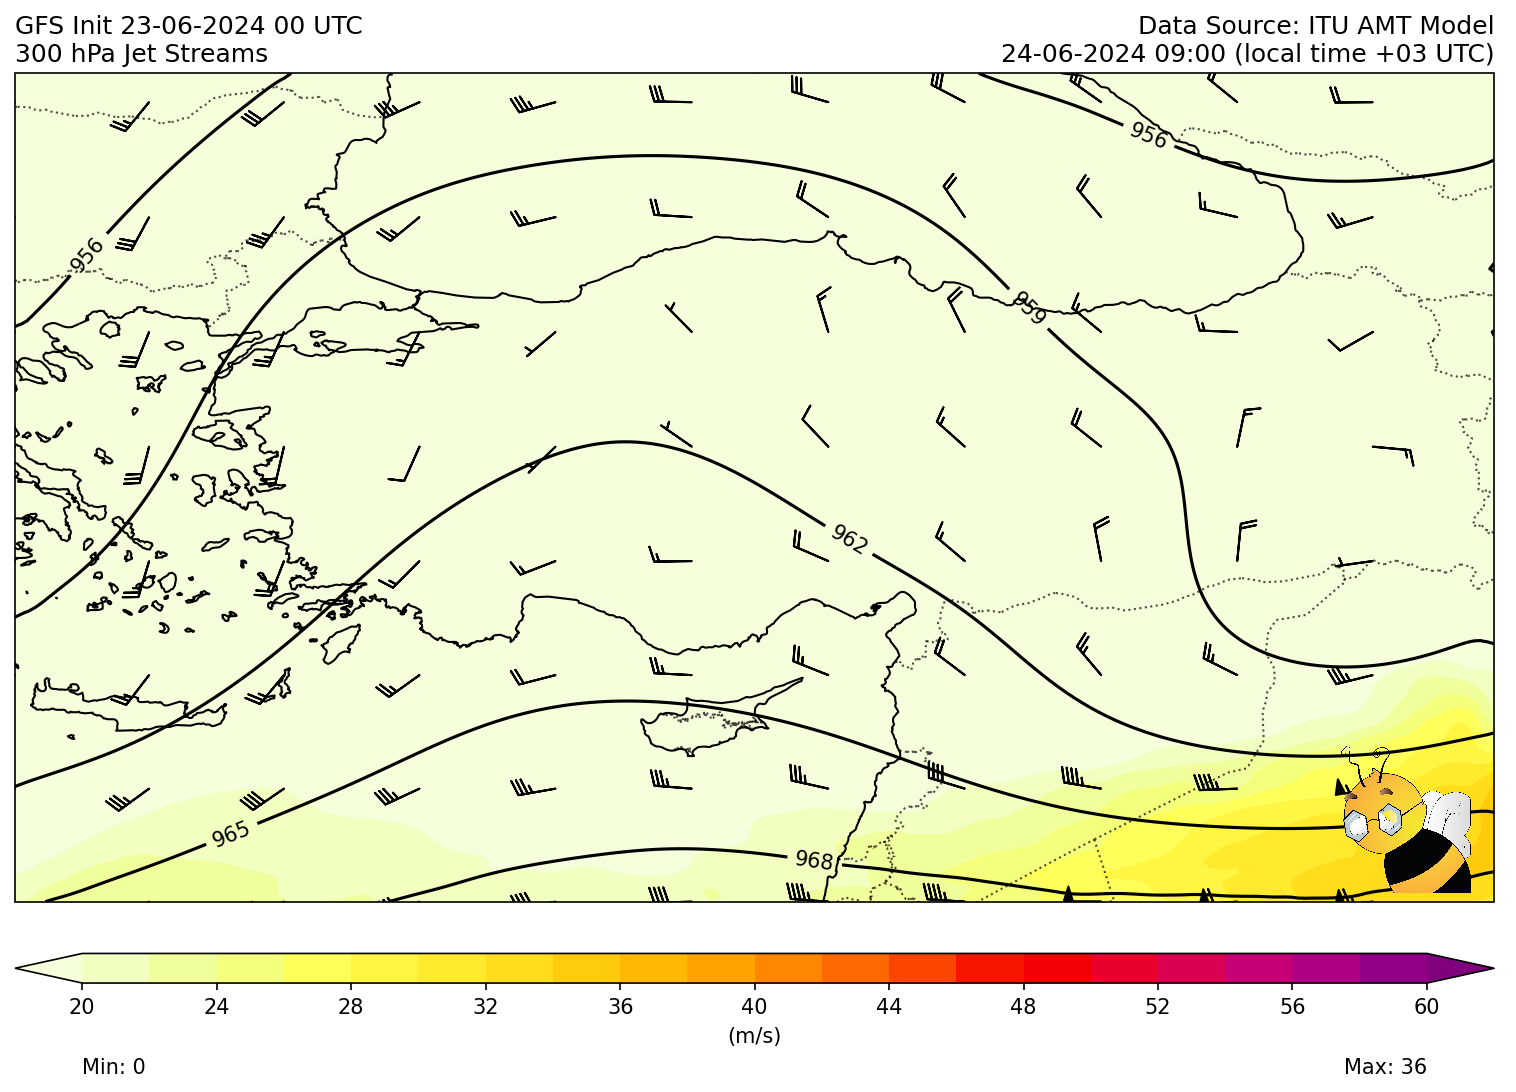 GFS Init 23-06-2024 00 UTC
300 hPa Jet Streams
Data Source: ITU AMT Model
24-06-2024 09:00 (local time +03 UTC)
956
956
959
962
965
968
20 24 28 32 36 40 44 48 52 56 60
(m/s)
Min: 0
Max: 36